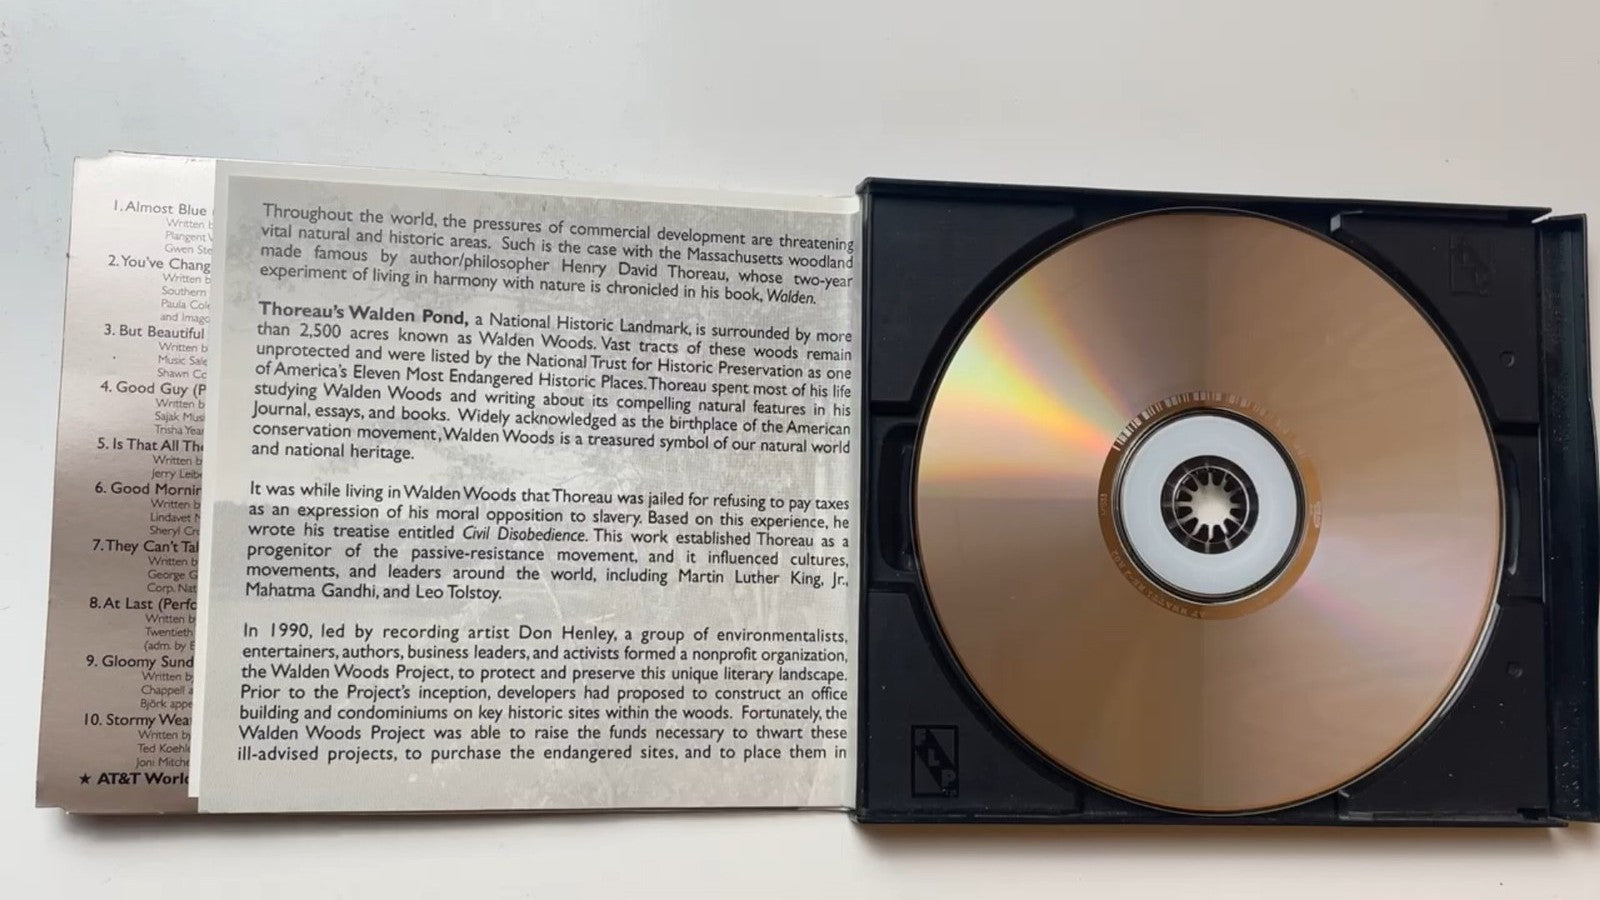 1. Almost Blue
Written
Plangent
Gwen Ste
2. You've Chang
Written b
Southern
Paula Cole
and Imago
3. But Beautiful
Written b
Music Sale
Shawn Co
4. Good Guy (P
Written b
Sajak Musi
Trisha Year
5. Is That All The
Written b
Jerry Leibe
6. Good Mornin
Written b
Lindavet M
Sheryl Cro
7. They Can't Tak
Written b
George G
Corp. Nat
8. At Last (Perfo
Written b
Twentieth
(adm. by E
9. Gloomy Sund
Written by
Chappell a
Björk appe
10. Stormy Wea
Written by
Ted Koehle
Joni Mitche
★ AT&T World
Throughout the world, the pressures of commercial development are threatening
vital natural and historic areas. Such is the case with the Massachusetts woodland
made famous by author/philosopher Henry David Thoreau, whose two-year
experiment of living in harmony with nature is chronicled in his book, Walden.
Thoreau's Walden Pond, a National Historic Landmark, is surrounded by more
than 2,500 acres known as Walden Woods. Vast tracts of these woods remain
unprotected and were listed by the National Trust for Historic Preservation as one
of America's Eleven Most Endangered Historic Places. Thoreau spent most of his life
studying Walden Woods and writing about its compelling natural features in his
Journal, essays, and books. Widely acknowledged as the birthplace of the American
conservation movement, Walden Woods is a treasured symbol of our natural world
and national heritage.
It was while living in Walden Woods that Thoreau was jailed for refusing to pay taxes
as an expression of his moral opposition to slavery. Based on this experience, he
wrote his treatise entitled Civil Disobedience. This work established Thoreau as a
progenitor of the passive-resistance movement, and it influenced cultures,
movements, and leaders around the world, including Martin Luther King, Jr.,
Mahatma Gandhi, and Leo Tolstoy.
In 1990, led by recording artist Don Henley, a group of environmentalists,
entertainers, authors, business leaders, and activists formed a nonprofit organization,
the Walden Woods Project, to protect and preserve this unique literary landscape.
Prior to the Project's inception, developers had proposed to construct an office
building and condominiums on key historic sites within the woods. Fortunately, the
Walden Woods Project was able to raise the funds necessary to thwart these
ill-advised projects, to purchase the endangered sites, and to place them in